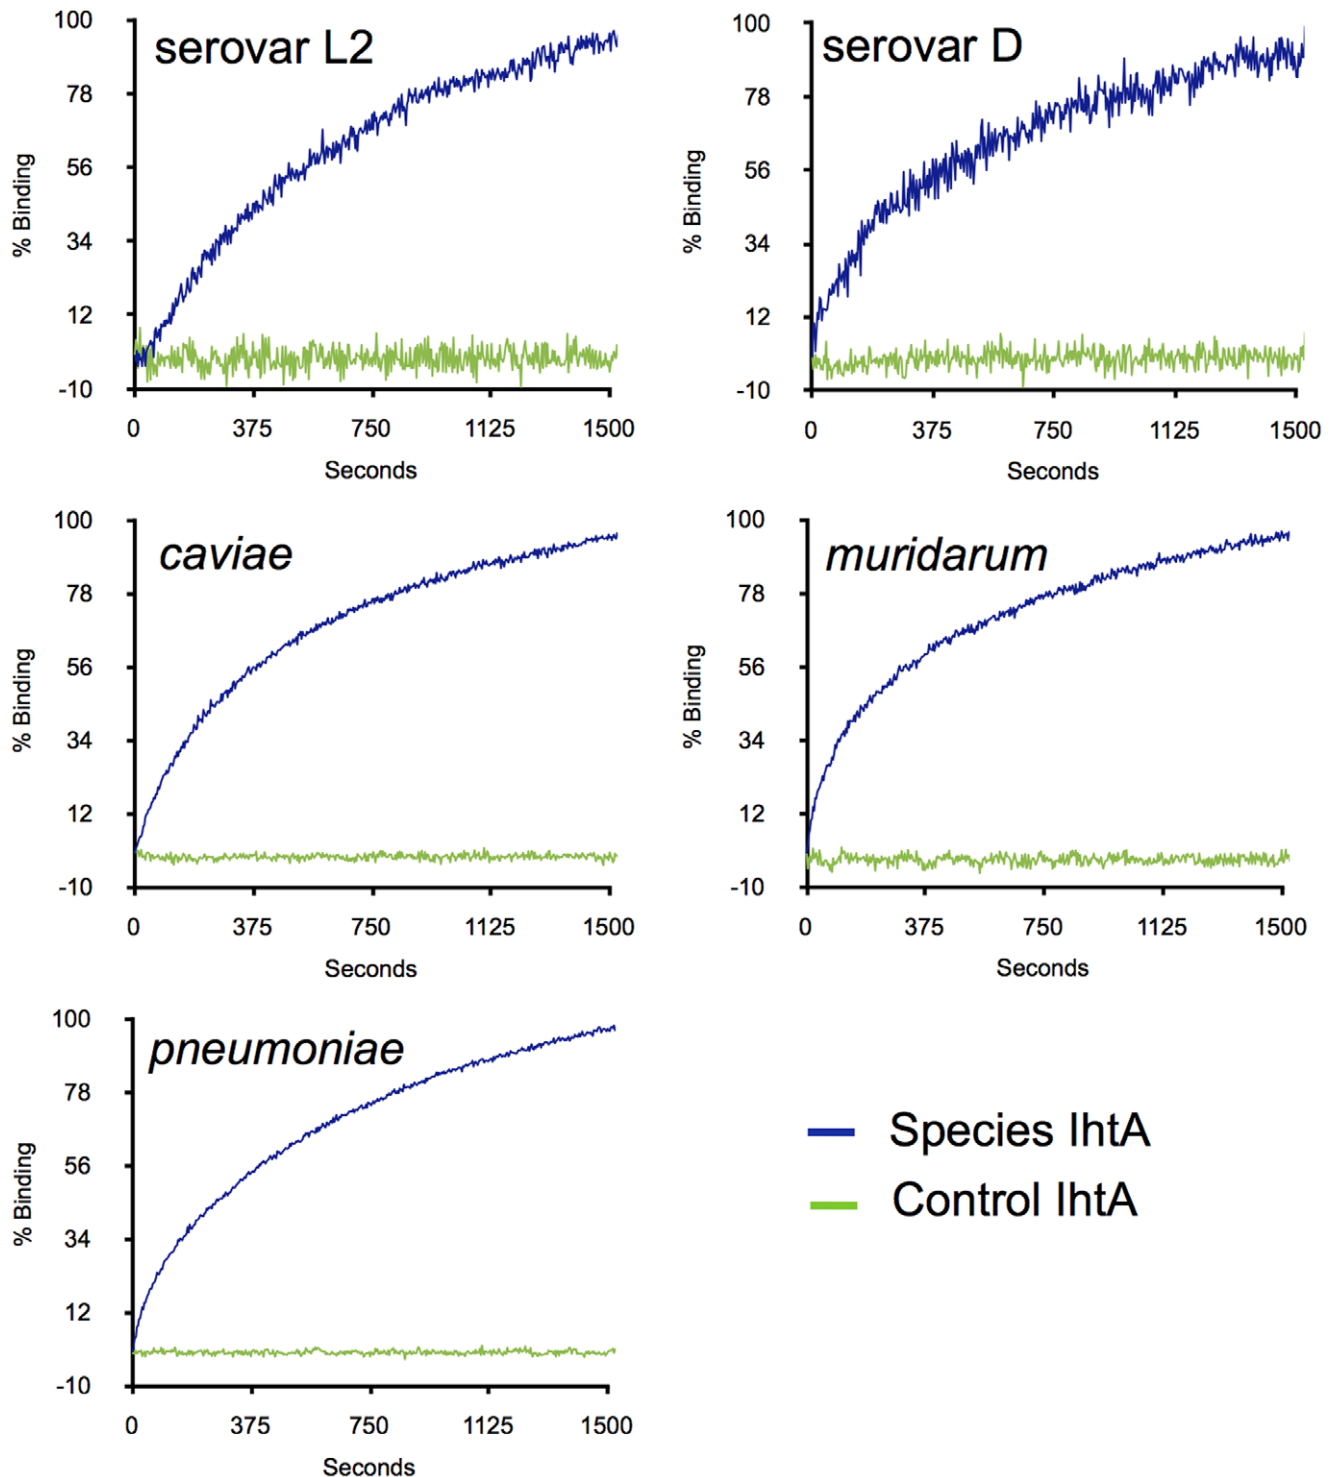 serovar L2
% Binding
100
78
56
34
12
-10
0 375 750 1125 1500
Seconds
serovar D
% Binding
100
78
56
34
12
-10
0 375 750 1125 1500
Seconds
caviae
% Binding
100
78
56
34
12
-10
0 375 750 1125 1500
Seconds
muridarum
% Binding
100
78
56
34
12
-10
0 375 750 1125 1500
Seconds
pneumoniae
% Binding
100
78
56
34
12
-10
0 375 750 1125 1500
Seconds
Species IhtA
Control IhtA